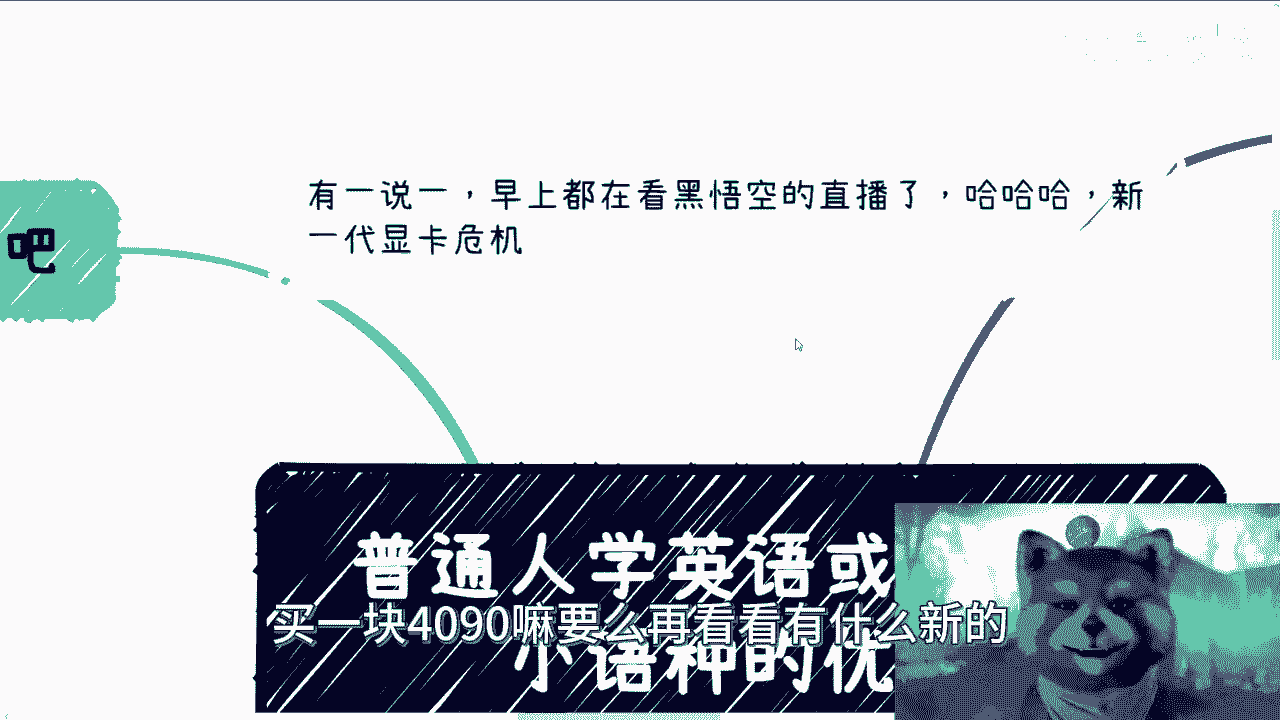 有一说一，早上都在看黑悟空的直播了，哈哈哈，新
一代显卡危机
吧
普通人学英语或
买一块4090嘛要么再看看有什么新的
小语种的优